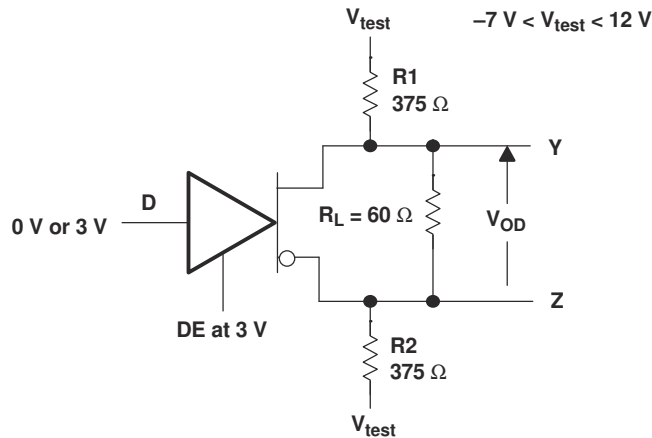 V_test
–7 V < V_test < 12 V
R1
375 Ω
Y
D
0 V or 3 V
R_L = 60 Ω
V_OD
Z
DE at 3 V
R2
375 Ω
V_test